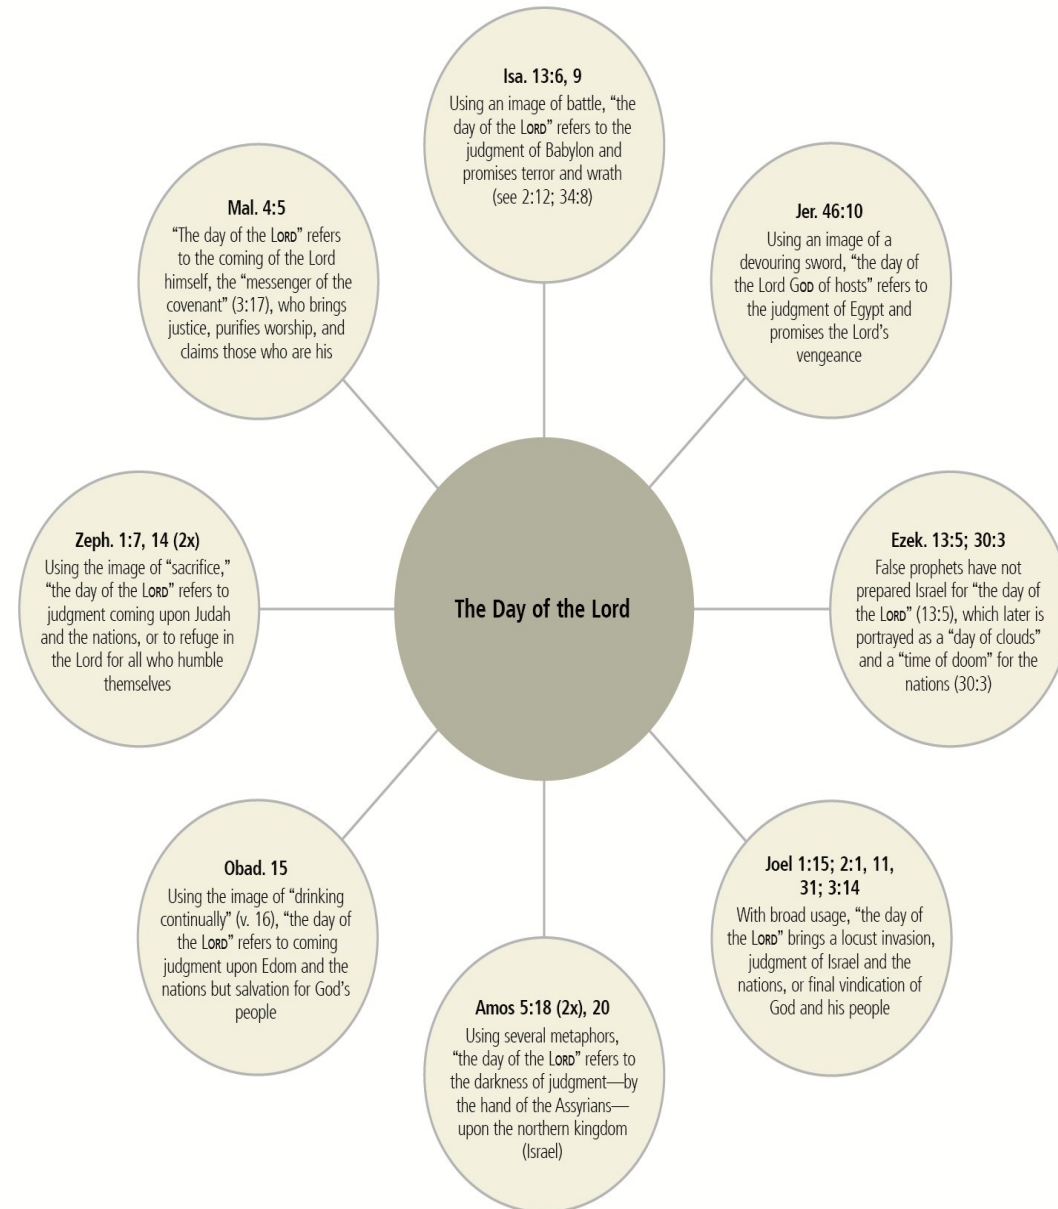 Isa. 13:6, 9
Using an image of battle, “the
day of the LORD” refers to the
judgment of Babylon and
promises terror and wrath
(see 2:12; 34:8)
Jer. 46:10
Using an image of a
devouring sword, “the day of
the Lord GOD of hosts” refers to
the judgment of Egypt and
promises the Lord’s
vengeance
Ezek. 13:5; 30:3
False prophets have not
prepared Israel for “the day of
the LORD” (13:5), which later is
portrayed as a “day of clouds”
and a “time of doom” for the
nations (30:3)
Joel 1:15; 2:1, 11,
31; 3:14
With broad usage, “the day of
the LORD” brings a locust invasion,
judgment of Israel and the
nations, or final vindication of
God and his people
Amos 5:18 (2x), 20
Using several metaphors,
“the day of the LORD” refers to
the darkness of judgment—by
the hand of the Assyrians—
upon the northern kingdom
(Israel)
Obad. 15
Using the image of “drinking
continually” (v. 16), “the day of
the LORD” refers to coming
judgment upon Edom and the
nations but salvation for God’s
people
Zeph. 1:7, 14 (2x)
Using the image of “sacrifice,”
“the day of the LORD” refers to
judgment coming upon Judah
and the nations, or to refuge in
the Lord for all who humble
themselves
Mal. 4:5
“The day of the LORD” refers
to the coming of the Lord
himself, the “messenger of the
covenant” (3:17), who brings
justice, purifies worship, and
claims those who are his
The Day of the Lord